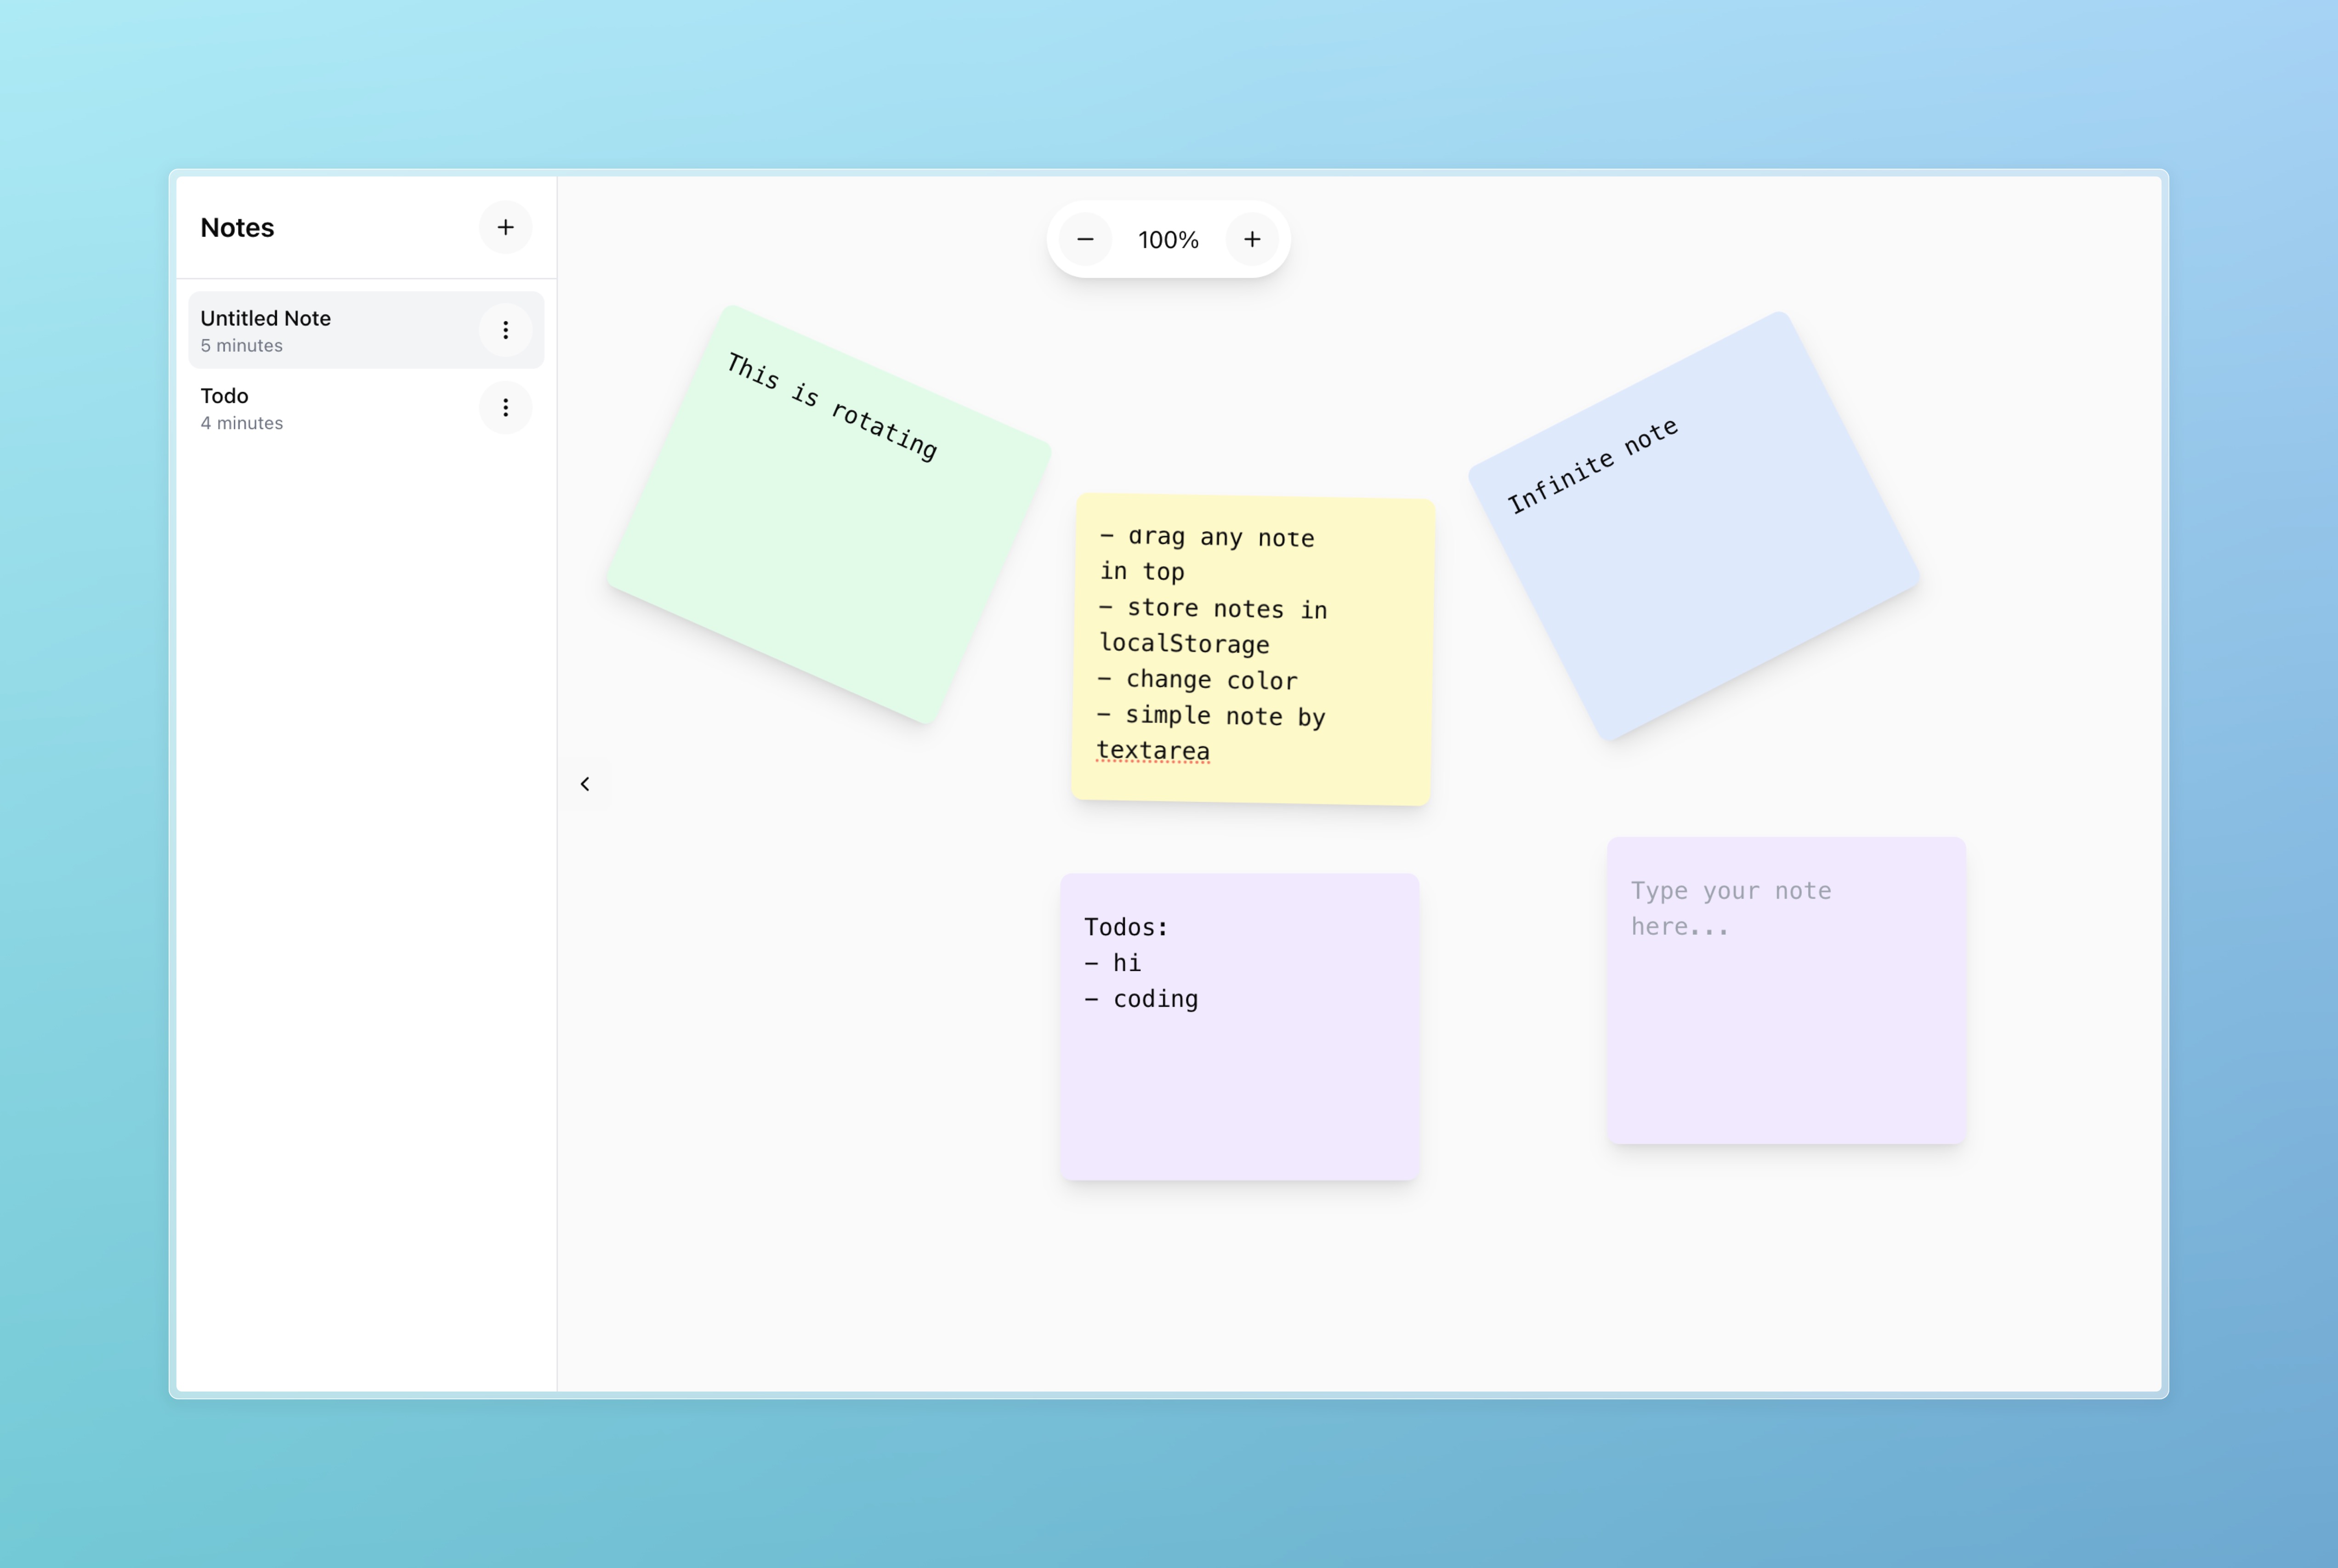 Notes
100%
Untitled Note
5 minutes
Todo
4 minutes
This is rotating
Infinite note
– drag any note
in top
– store notes in
localStorage
– change color
– simple note by
textarea
Todos:
– hi
– coding
Type your note
here...